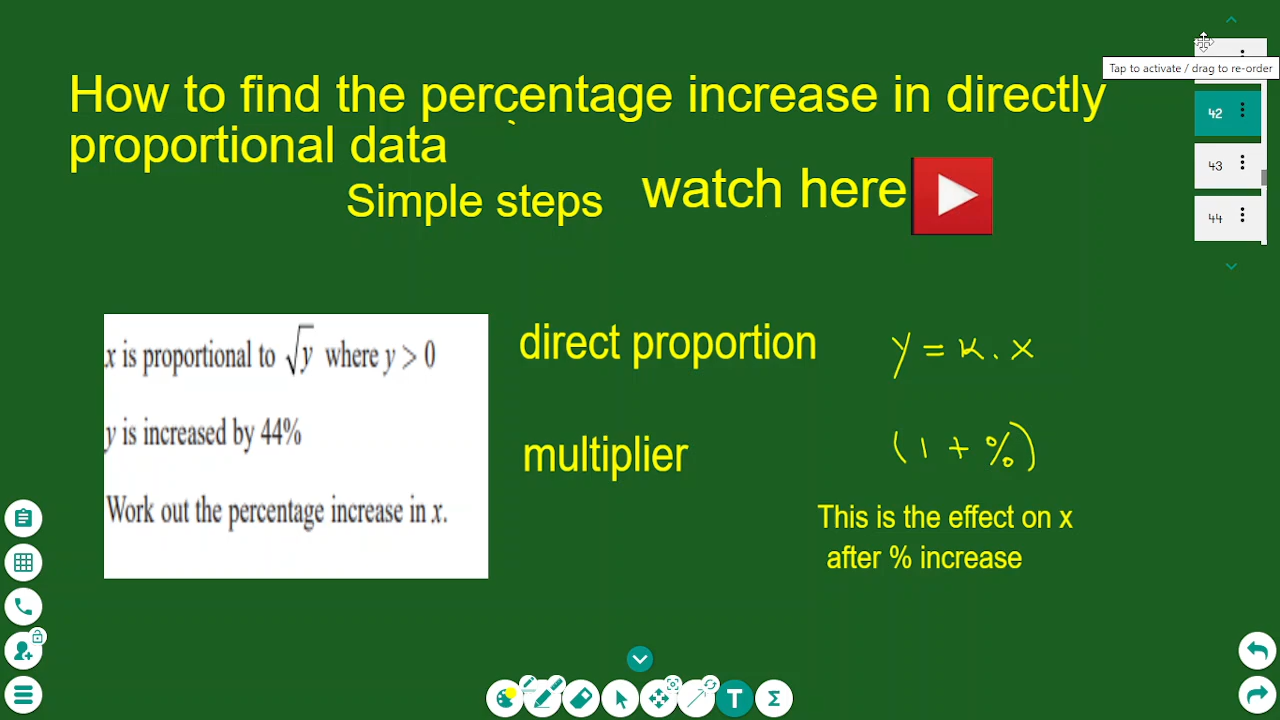 Tap to activate / drag to re-order
How to find the percentage increase in directly
proportional data
Simple steps
watch here
42
43
44
x is proportional to √y where y > 0
y is increased by 44%
Work out the percentage increase in x.
direct proportion
y = k . x
multiplier
(1 + %)
This is the effect on x
after % increase
T
Σ